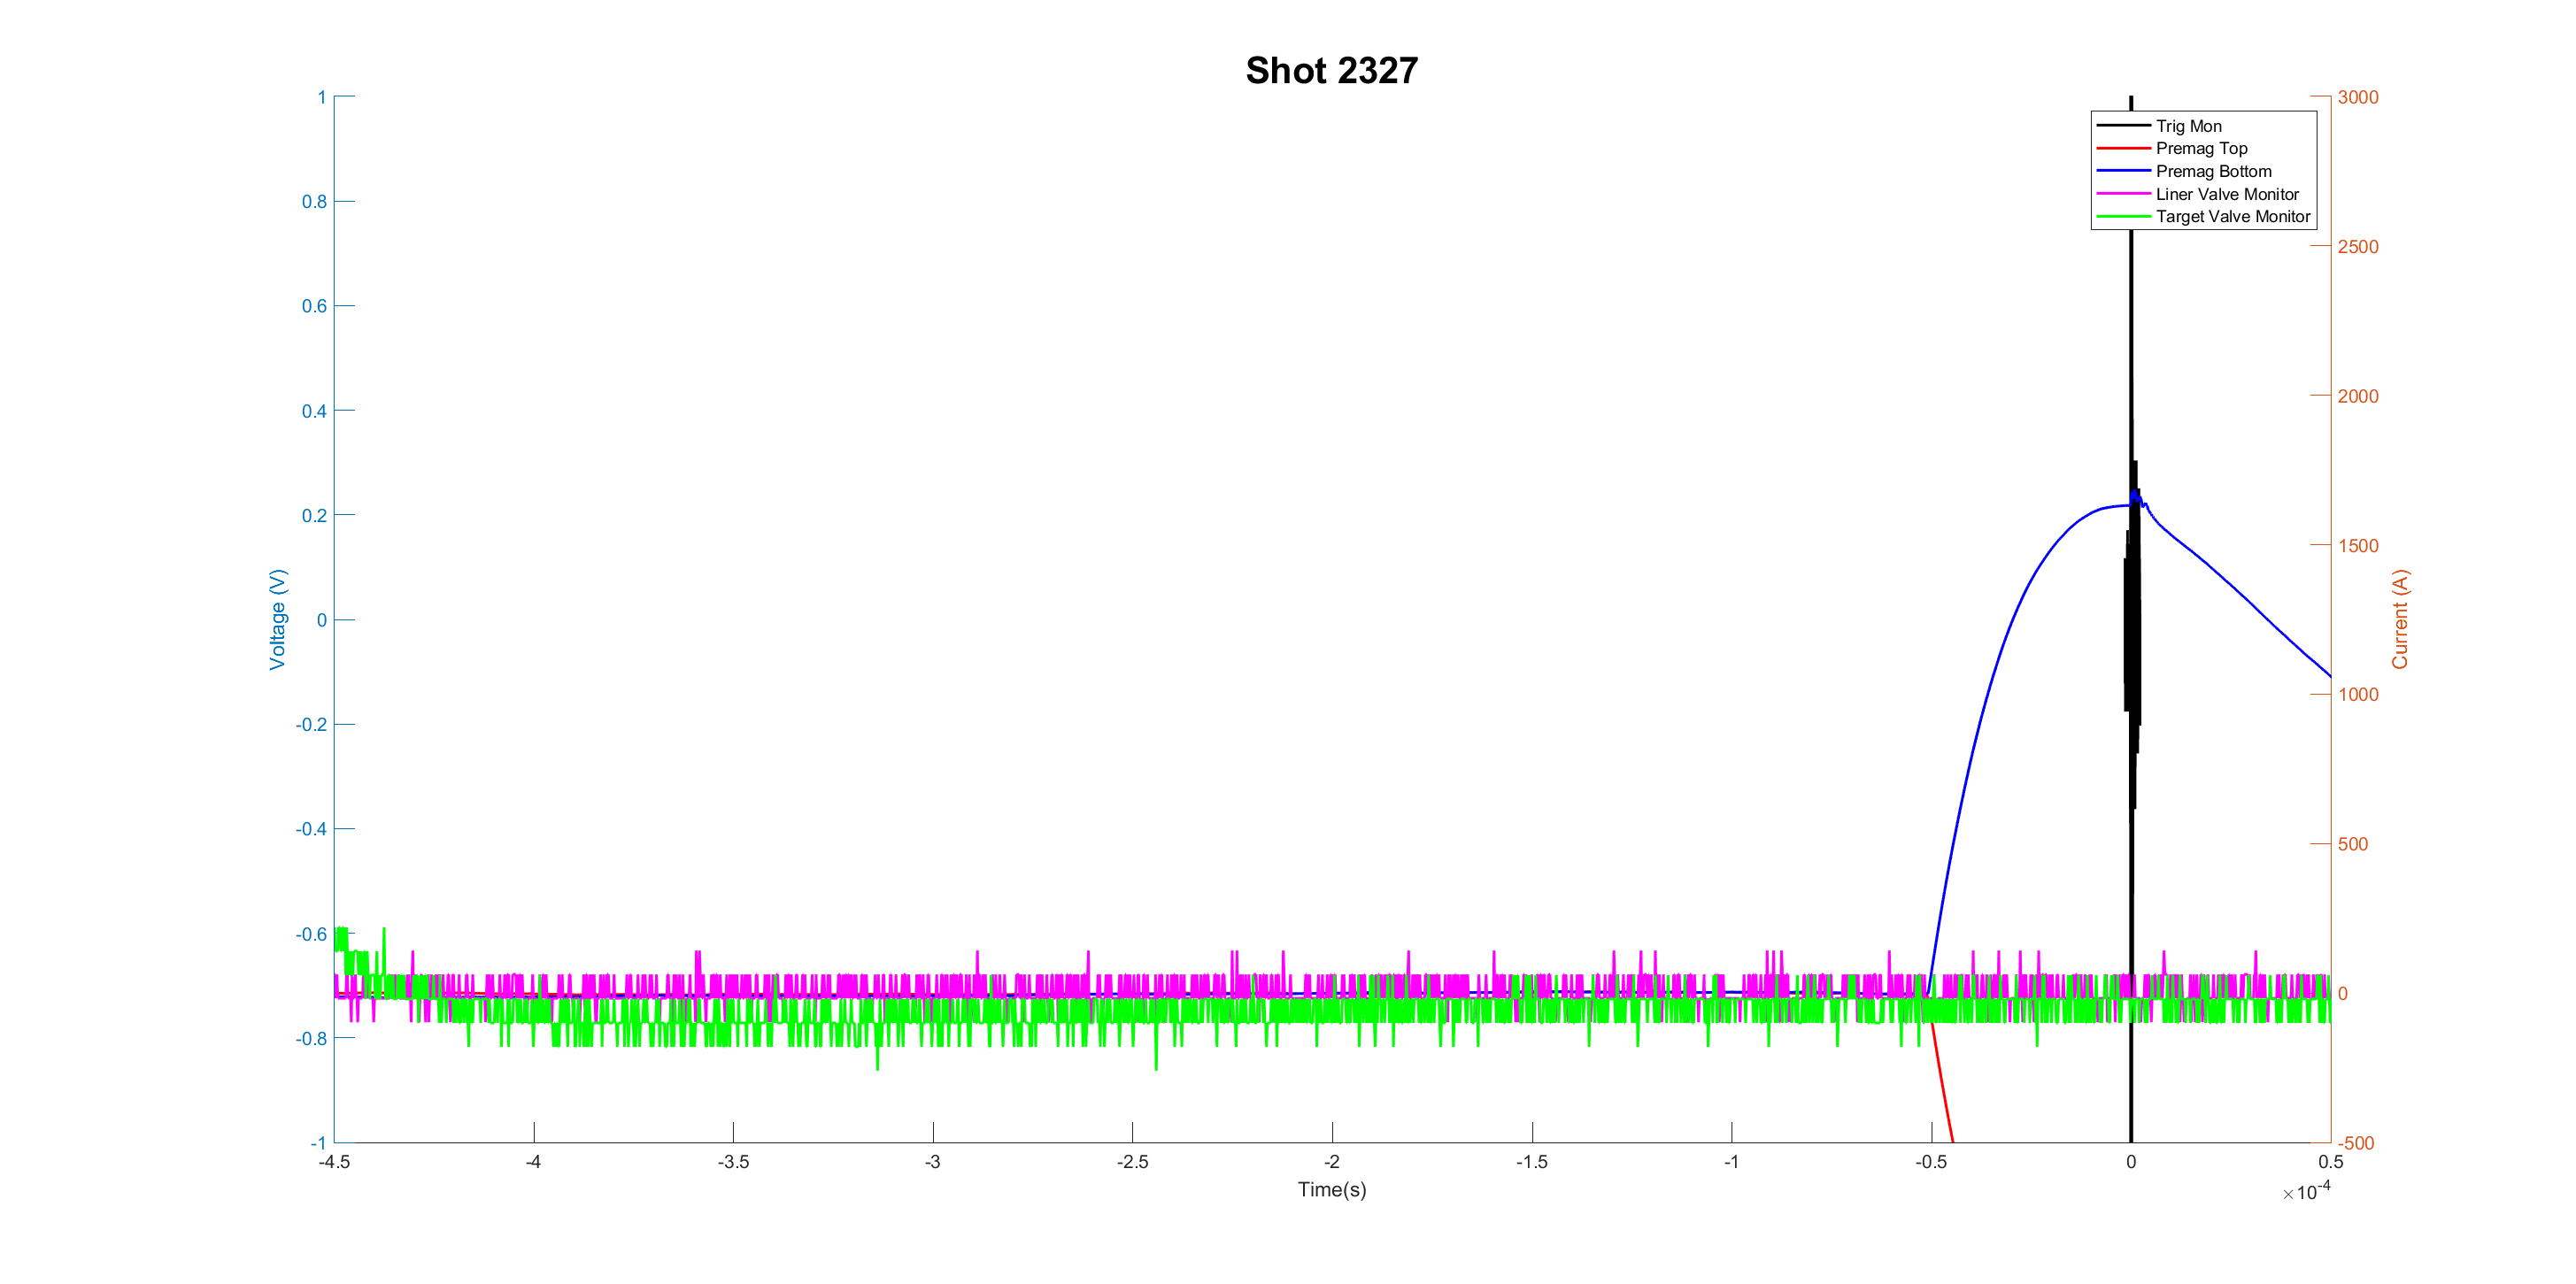 Shot 2327
1
0.8
0.6
0.4
0.2
0
-0.2
-0.4
-0.6
-0.8
-1
Voltage (V)
Trig Mon
Premag Top
Premag Bottom
Liner Valve Monitor
Target Valve Monitor
3000
2500
2000
1500
1000
500
0
-500
Current (A)
-4.5 -4 -3.5 -3 -2.5 -2 -1.5 -1 -0.5 0 0.5
Time(s)
×10-4